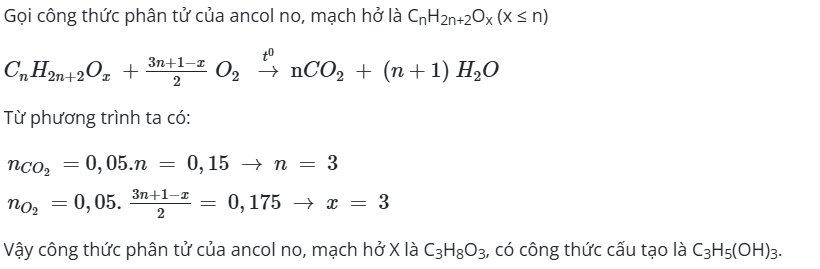 Gọi công thức phân tử của ancol no, mạch hở là CₙH₂ₙ₊₂Oₓ (x ≤ n)
CₙH₂ₙ₊₂Oₓ + (3n+1−x)/2 O₂ →(t⁰) nCO₂ + (n + 1) H₂O
Từ phương trình ta có:
n_CO₂ = 0,05.n = 0,15 → n = 3
n_O₂ = 0,05. (3n+1−x)/2 = 0,175 → x = 3
Vậy công thức phân tử của ancol no, mạch hở X là C₃H₈O₃, có công thức cấu tạo là C₃H₅(OH)₃.